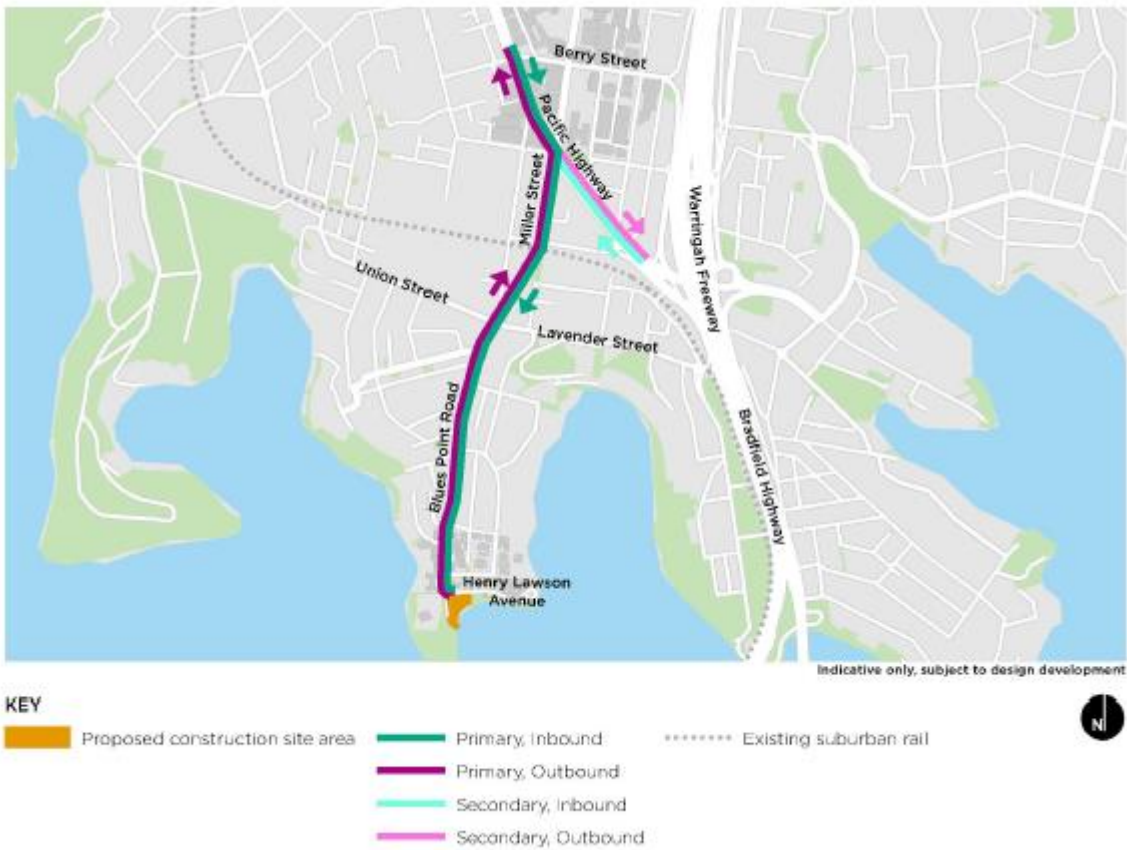 Berry Street
Pacific Highway
Miller Street
Warringah Freeway
Union Street
Lavender Street
Blues Point Road
Bradfield Highway
Henry Lawson
Avenue
Indicative only, subject to design development
KEY
N
Proposed construction site area
Primary, Inbound
Existing suburban rail
Primary, Outbound
Secondary, Inbound
Secondary, Outbound